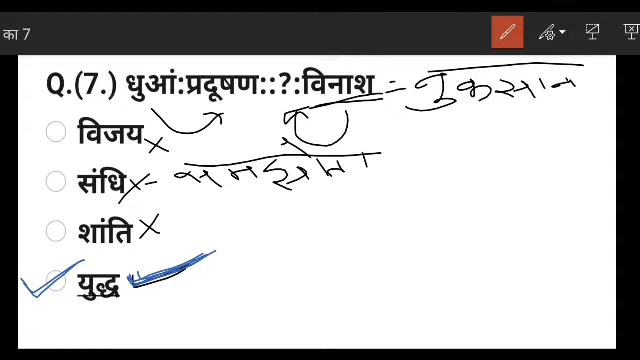 का 7
Q.(7.) धुआं:प्रदूषण::?:विनाश = नुकसान
विजय ×
संधि × - समझौता
शांति ×
युद्ध